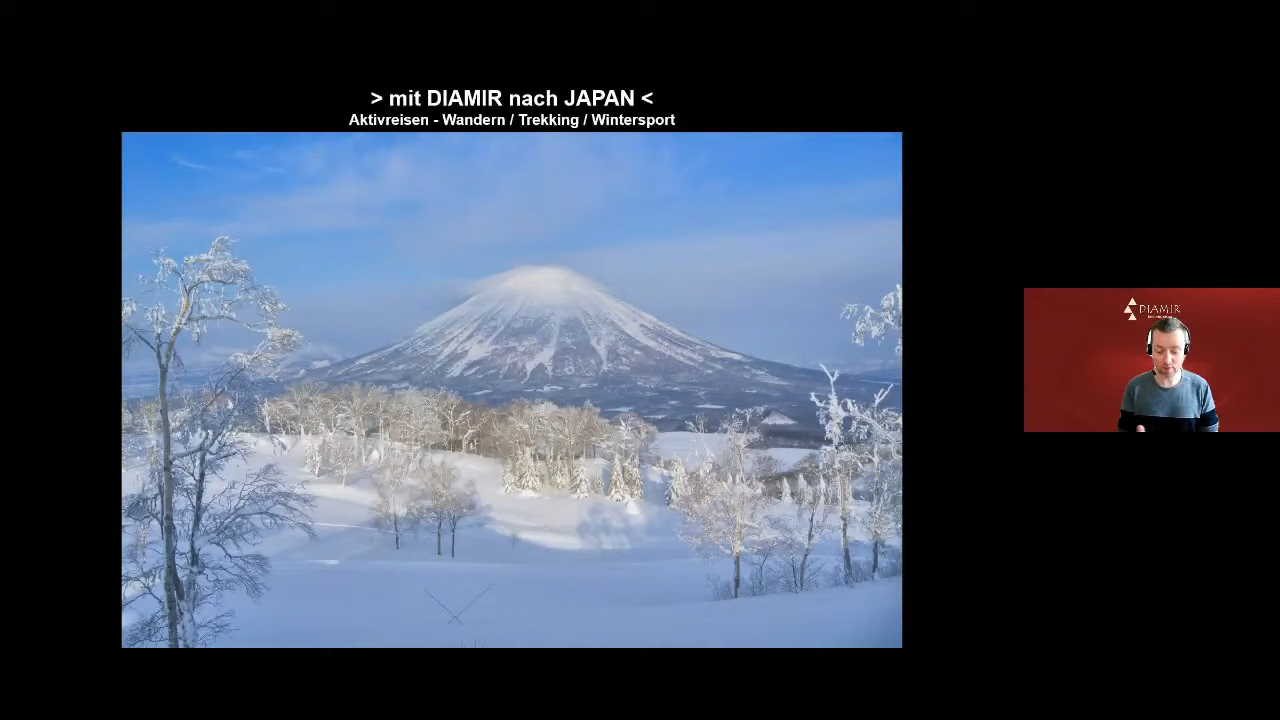 > mit DIAMIR nach JAPAN <
Aktivreisen - Wandern / Trekking / Wintersport
DIAMIR